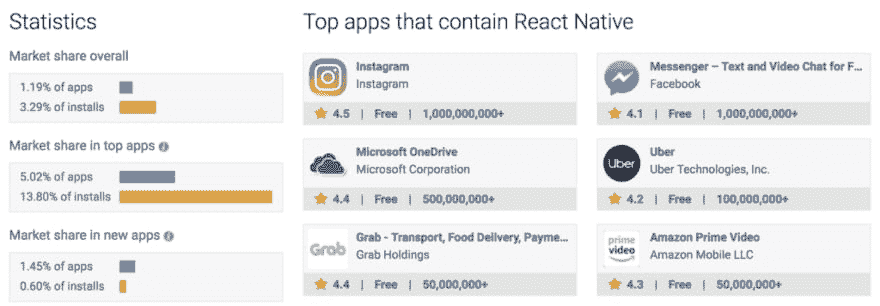 Statistics
Market share overall
1.19% of apps
3.29% of installs
Market share in top apps
5.02% of apps
13.80% of installs
Market share in new apps
1.45% of apps
0.60% of installs
Top apps that contain React Native
Instagram
Instagram
4.5 | Free | 1,000,000,000+
Messenger – Text and Video Chat for F...
Facebook
4.1 | Free | 1,000,000,000+
Microsoft OneDrive
Microsoft Corporation
4.4 | Free | 500,000,000+
Uber
Uber
Uber Technologies, Inc.
4.2 | Free | 100,000,000+
Grab
Grab - Transport, Food Delivery, Payme...
Grab Holdings
4.4 | Free | 50,000,000+
prime
video
Amazon Prime Video
Amazon Mobile LLC
4.3 | Free | 50,000,000+